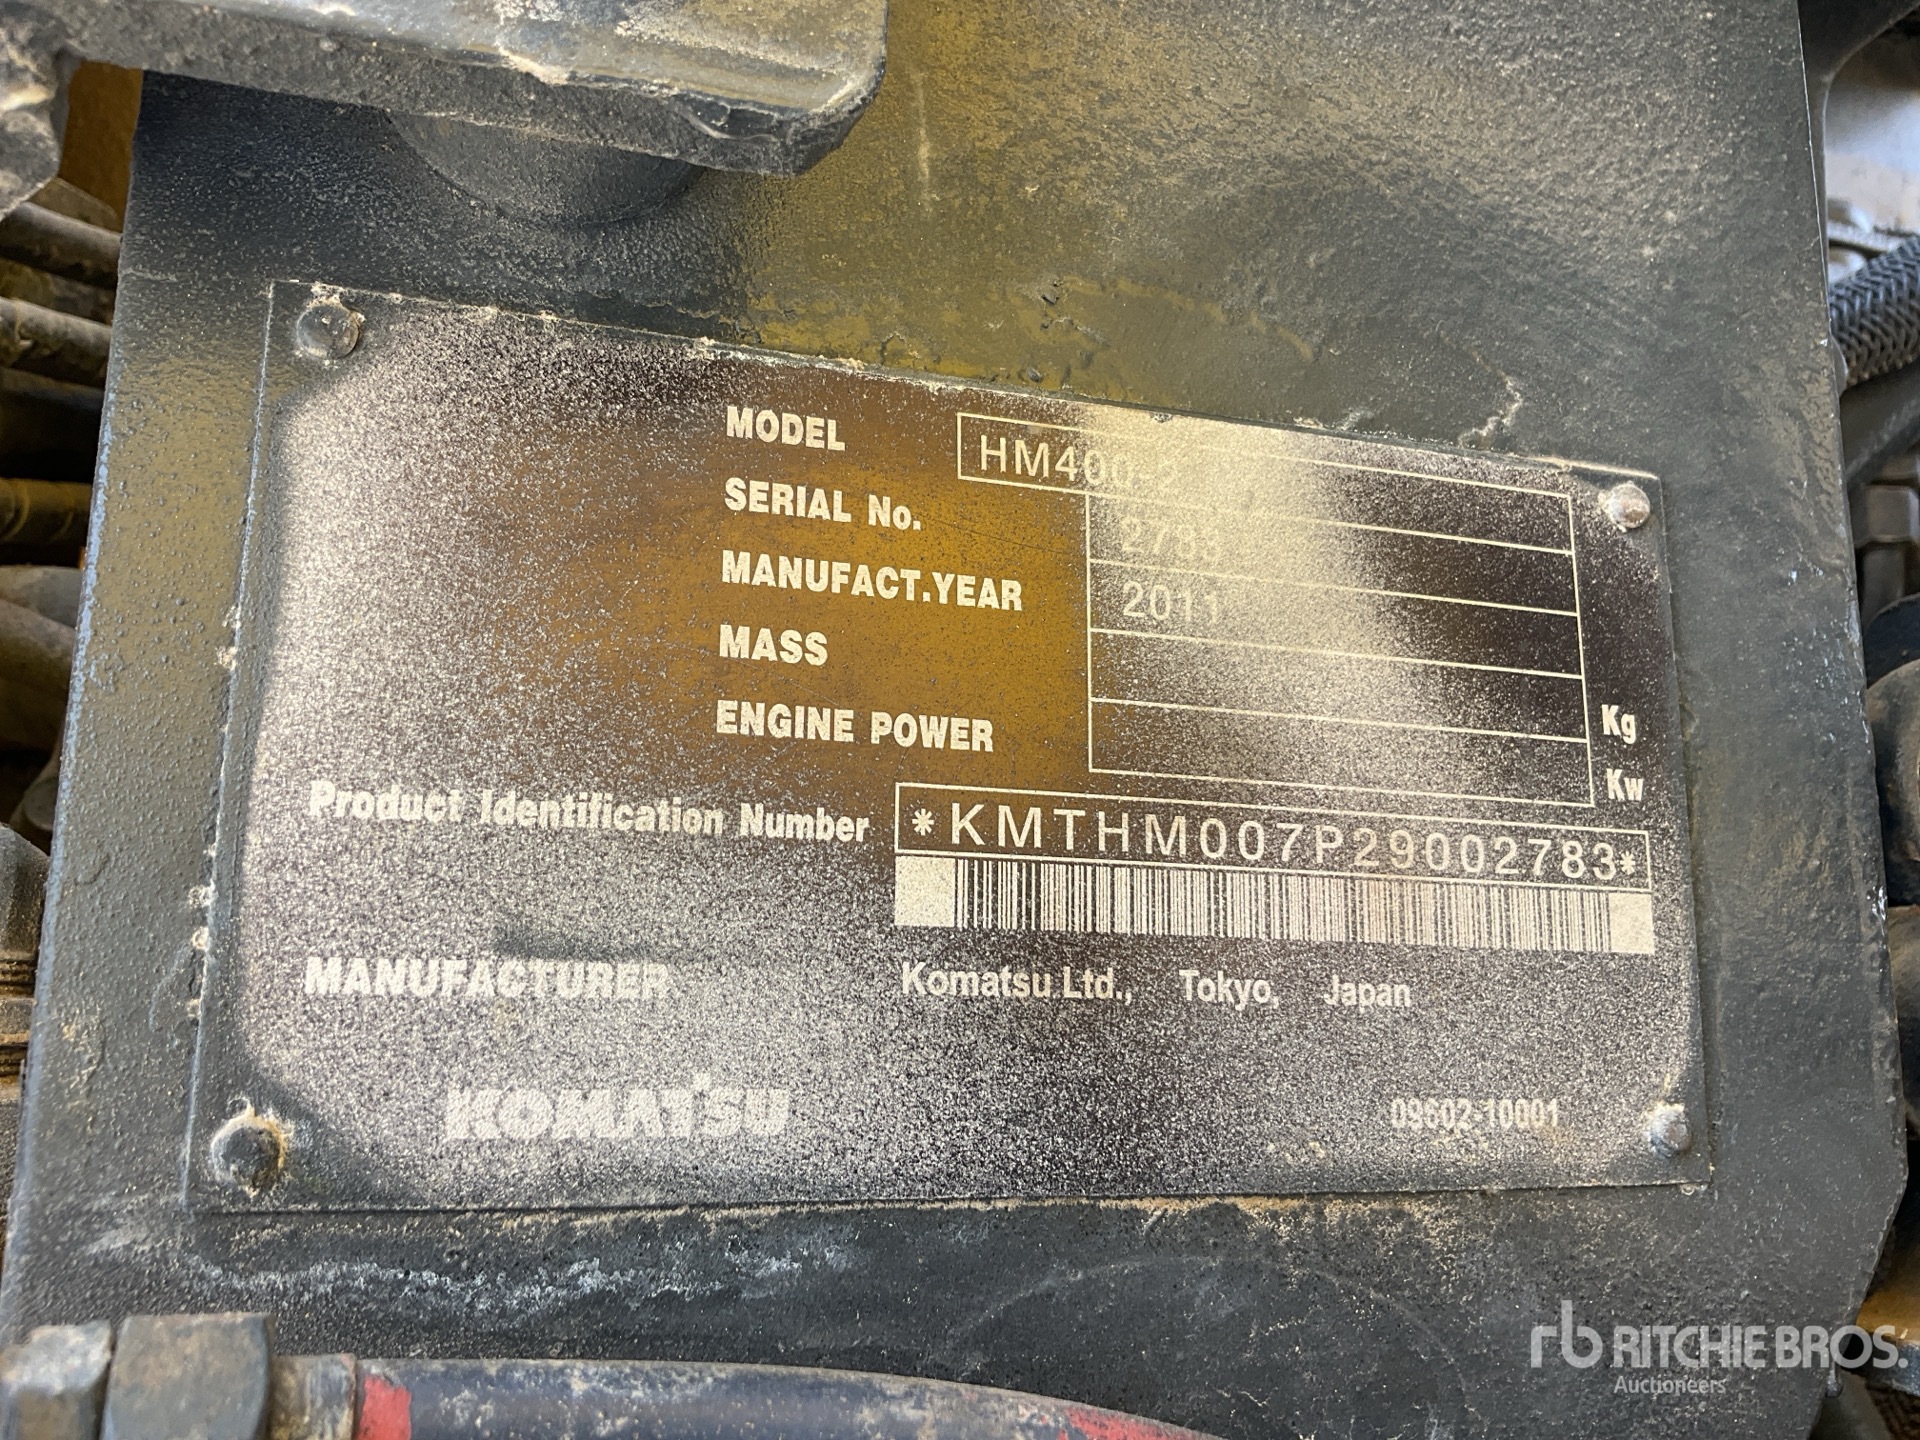 MODEL HM400-2
SERIAL No. 2783
MANUFACT.YEAR 2011
MASS Kg
ENGINE POWER Kw
Product Identification Number *KMTHM007P29002783*
MANUFACTURER Komatsu Ltd., Tokyo, Japan
KOMATSU 09602-10001
rb RITCHIE BROS.
Auctioneers